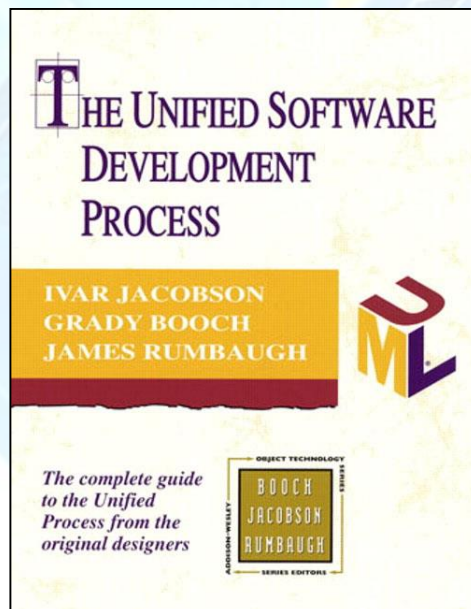 THE UNIFIED SOFTWARE
DEVELOPMENT
PROCESS
IVAR JACOBSON
GRADY BOOCH
JAMES RUMBAUGH
UML®
The complete guide
to the Unified
Process from the
original designers
OBJECT TECHNOLOGY
SERIES
ADDISON-WESLEY
BOOCH
JACOBSON
RUMBAUGH
SERIES EDITORS